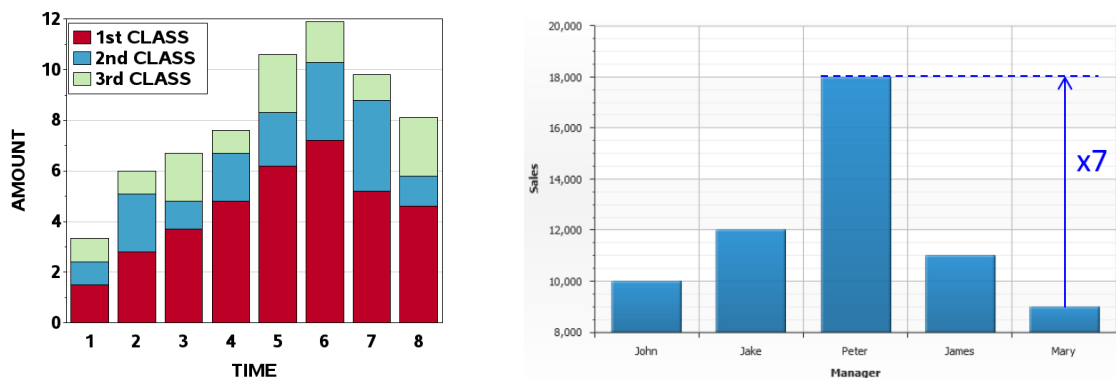 12
10
8
6
4
2
0
AMOUNT
1st CLASS
2nd CLASS
3rd CLASS
1 2 3 4 5 6 7 8
TIME
20,000
18,000
16,000
14,000
12,000
10,000
8,000
Sales
x7
John Jake Peter James Mary
Manager